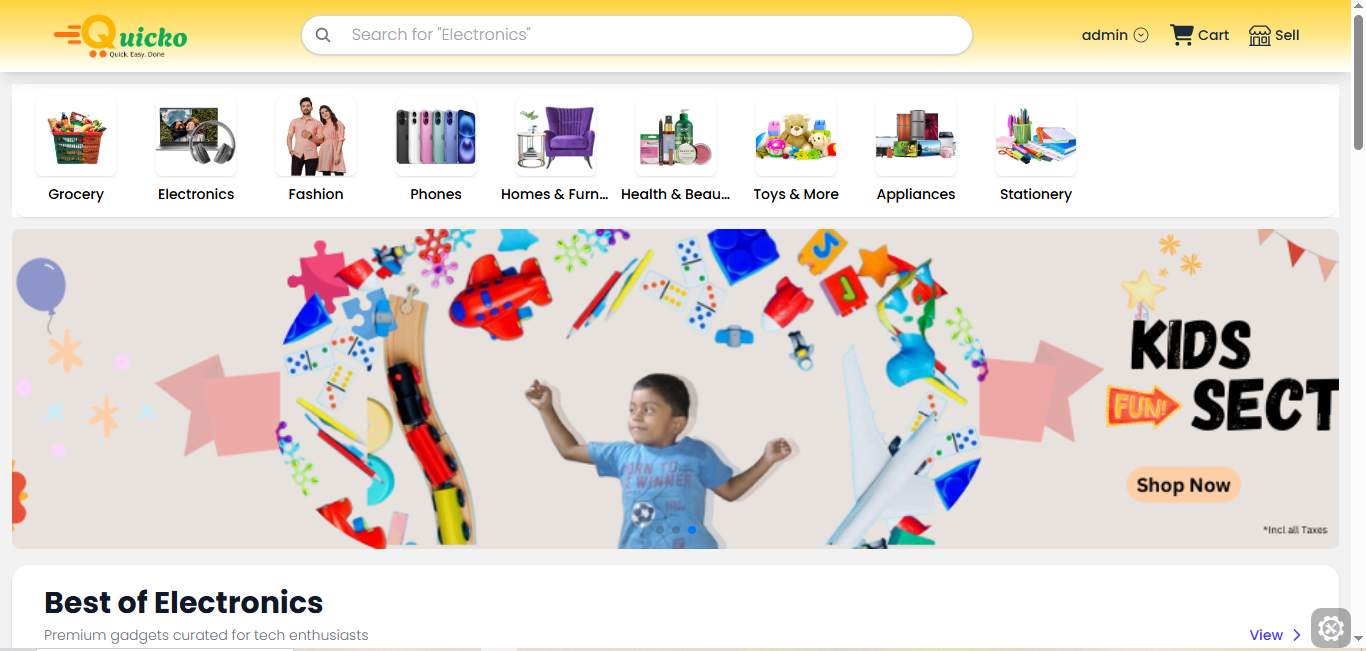 Quicko
Quick. Easy. Done
Search for "Electronics"
admin
Cart
Sell
Grocery
Electronics
Fashion
Phones
Homes & Furn...
Health & Beau...
Toys & More
Appliances
Stationery
KIDS
FUN! SECT
BORN TO
E WINNER
Shop Now
*Incl all Taxes
Best of Electronics
Premium gadgets curated for tech enthusiasts
View